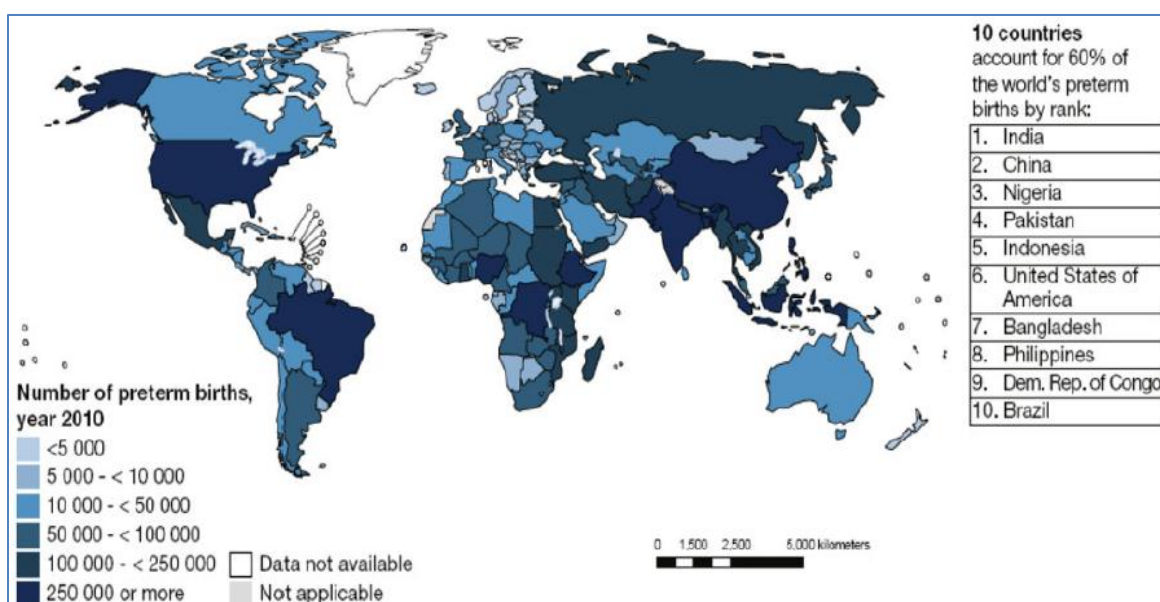 10 countries
account for 60% of
the world's preterm
births by rank:
1. India
2. China
3. Nigeria
4. Pakistan
5. Indonesia
6. United States of
America
7. Bangladesh
8. Philippines
9. Dem. Rep. of Congo
10. Brazil
Number of preterm births,
year 2010
<5 000
5 000 - < 10 000
10 000 - < 50 000
50 000 - < 100 000
100 000 - < 250 000
250 000 or more
Data not available
Not applicable
0 1,500 2,500 5,000 kilometers